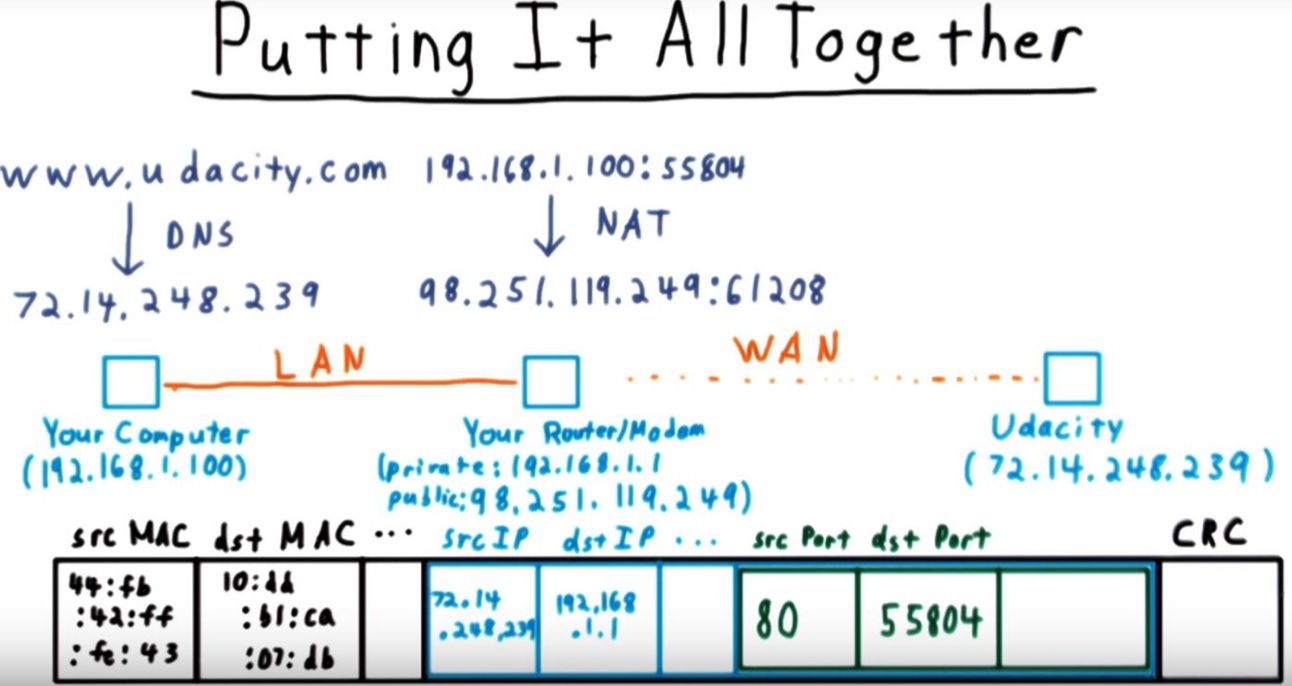 Putting It All Together
www.udacity.com 192.168.1.100:55804
DNS NAT
72.14.248.239 98.251.119.249:61208
LAN WAN
Your Computer
(192.168.1.100)
Your Router/Modem
(private: 192.168.1.1
public: 98.251.119.249)
Udacity
(72.14.248.239)
src MAC dst MAC ... src IP dst IP ... src Port dst Port CRC
44:fb
:42:ff
:fe:43
10:dd
:b1:ca
:07:db
72.14
.248.239
192.168
.1.1
80
55804